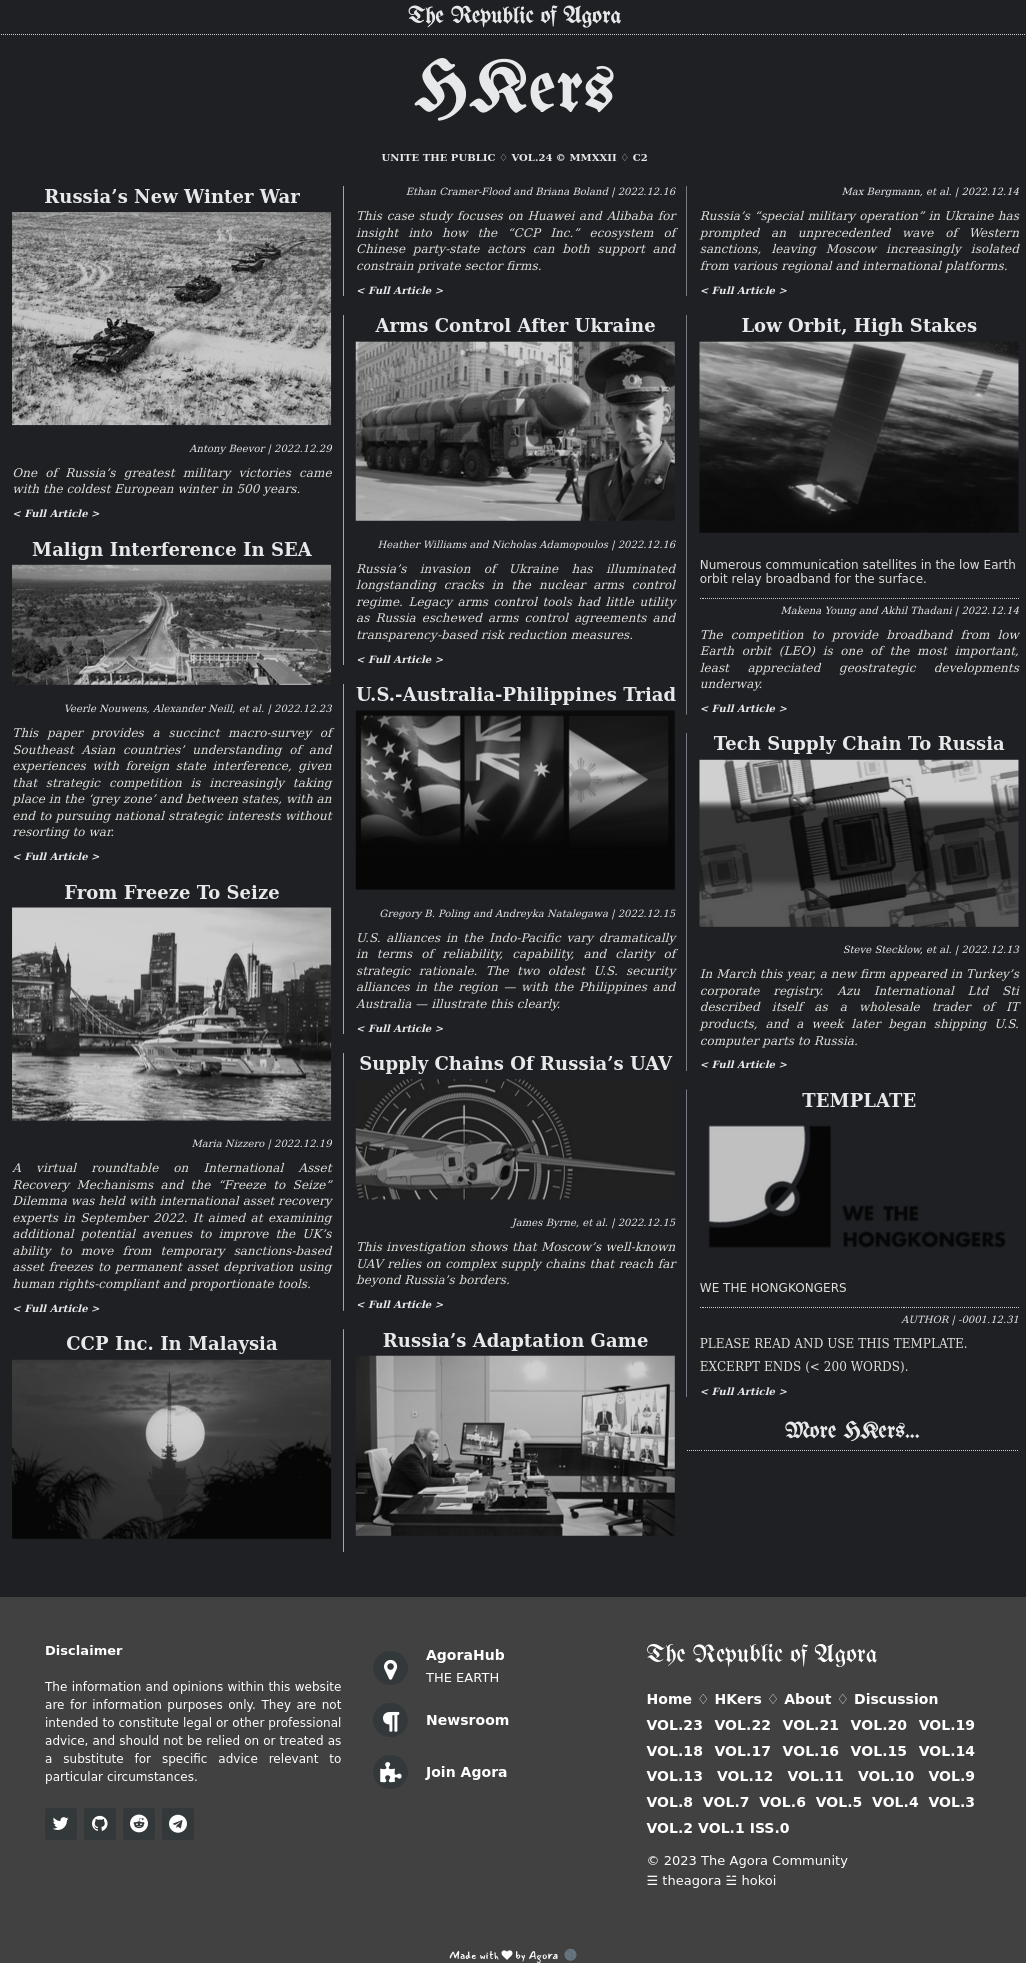 The Republic of Agora
HKers
UNITE THE PUBLIC ♢ VOL.24 © MMXXII ♢ C2
Russia’s New Winter War
Antony Beevor | 2022.12.29
One of Russia’s greatest military victories came
with the coldest European winter in 500 years.
< Full Article >
Malign Interference In SEA
Veerle Nouwens, Alexander Neill, et al. | 2022.12.23
This paper provides a succinct macro-survey of
Southeast Asian countries’ understanding of and
experiences with foreign state interference, given
that strategic competition is increasingly taking
place in the ‘grey zone’ and between states, with an
end to pursuing national strategic interests without
resorting to war.
< Full Article >
From Freeze To Seize
Maria Nizzero | 2022.12.19
A virtual roundtable on International Asset
Recovery Mechanisms and the “Freeze to Seize”
Dilemma was held with international asset recovery
experts in September 2022. It aimed at examining
additional potential avenues to improve the UK’s
ability to move from temporary sanctions-based
asset freezes to permanent asset deprivation using
human rights-compliant and proportionate tools.
< Full Article >
CCP Inc. In Malaysia
Ethan Cramer-Flood and Briana Boland | 2022.12.16
This case study focuses on Huawei and Alibaba for
insight into how the “CCP Inc.” ecosystem of
Chinese party-state actors can both support and
constrain private sector firms.
< Full Article >
Arms Control After Ukraine
Heather Williams and Nicholas Adamopoulos | 2022.12.16
Russia’s invasion of Ukraine has illuminated
longstanding cracks in the nuclear arms control
regime. Legacy arms control tools had little utility
as Russia eschewed arms control agreements and
transparency-based risk reduction measures.
< Full Article >
U.S.-Australia-Philippines Triad
Gregory B. Poling and Andreyka Natalegawa | 2022.12.15
U.S. alliances in the Indo-Pacific vary dramatically
in terms of reliability, capability, and clarity of
strategic rationale. The two oldest U.S. security
alliances in the region — with the Philippines and
Australia — illustrate this clearly.
< Full Article >
Supply Chains Of Russia’s UAV
James Byrne, et al. | 2022.12.15
This investigation shows that Moscow’s well-known
UAV relies on complex supply chains that reach far
beyond Russia’s borders.
< Full Article >
Russia’s Adaptation Game
Max Bergmann, et al. | 2022.12.14
Russia’s “special military operation” in Ukraine has
prompted an unprecedented wave of Western
sanctions, leaving Moscow increasingly isolated
from various regional and international platforms.
< Full Article >
Low Orbit, High Stakes
Numerous communication satellites in the low Earth
orbit relay broadband for the surface.
Makena Young and Akhil Thadani | 2022.12.14
The competition to provide broadband from low
Earth orbit (LEO) is one of the most important,
least appreciated geostrategic developments
underway.
< Full Article >
Tech Supply Chain To Russia
Steve Stecklow, et al. | 2022.12.13
In March this year, a new firm appeared in Turkey’s
corporate registry. Azu International Ltd Sti
described itself as a wholesale trader of IT
products, and a week later began shipping U.S.
computer parts to Russia.
< Full Article >
TEMPLATE
WE THE
HONGKONGERS
WE THE HONGKONGERS
AUTHOR | -0001.12.31
PLEASE READ AND USE THIS TEMPLATE.
EXCERPT ENDS (< 200 WORDS).
< Full Article >
More HKers...
Disclaimer
The information and opinions within this website
are for information purposes only. They are not
intended to constitute legal or other professional
advice, and should not be relied on or treated as
a substitute for specific advice relevant to
particular circumstances.
AgoraHub
THE EARTH
Newsroom
Join Agora
The Republic of Agora
Home ♢ HKers ♢ About ♢ Discussion
VOL.23 VOL.22 VOL.21 VOL.20 VOL.19
VOL.18 VOL.17 VOL.16 VOL.15 VOL.14
VOL.13 VOL.12 VOL.11 VOL.10 VOL.9
VOL.8 VOL.7 VOL.6 VOL.5 VOL.4 VOL.3
VOL.2 VOL.1 ISS.0
© 2023 The Agora Community
☰ theagora ☱ hokoi
Made with ♥ by Agora